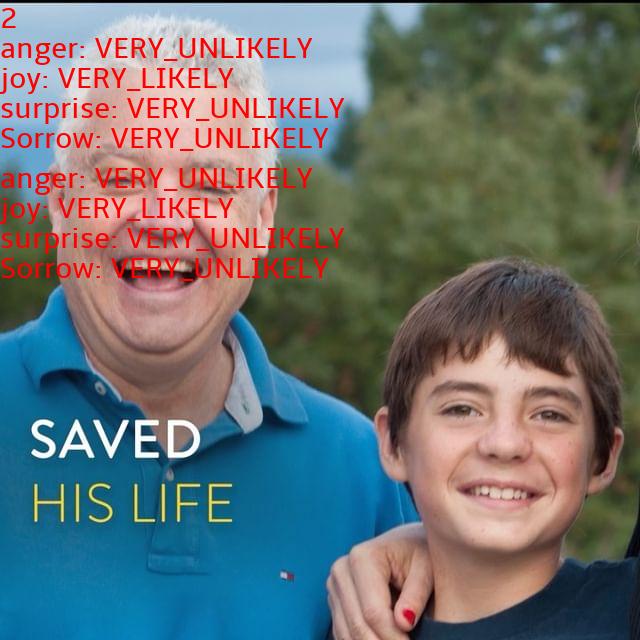 2
anger: VERY_UNLIKELY
joy: VERY_LIKELY
surprise: VERY_UNLIKELY
Sorrow: VERY_UNLIKELY
anger: VERY_UNLIKELY
joy: VERY_LIKELY
surprise: VERY_UNLIKELY
Sorrow: VERY_UNLIKELY
SAVED
HIS LIFE